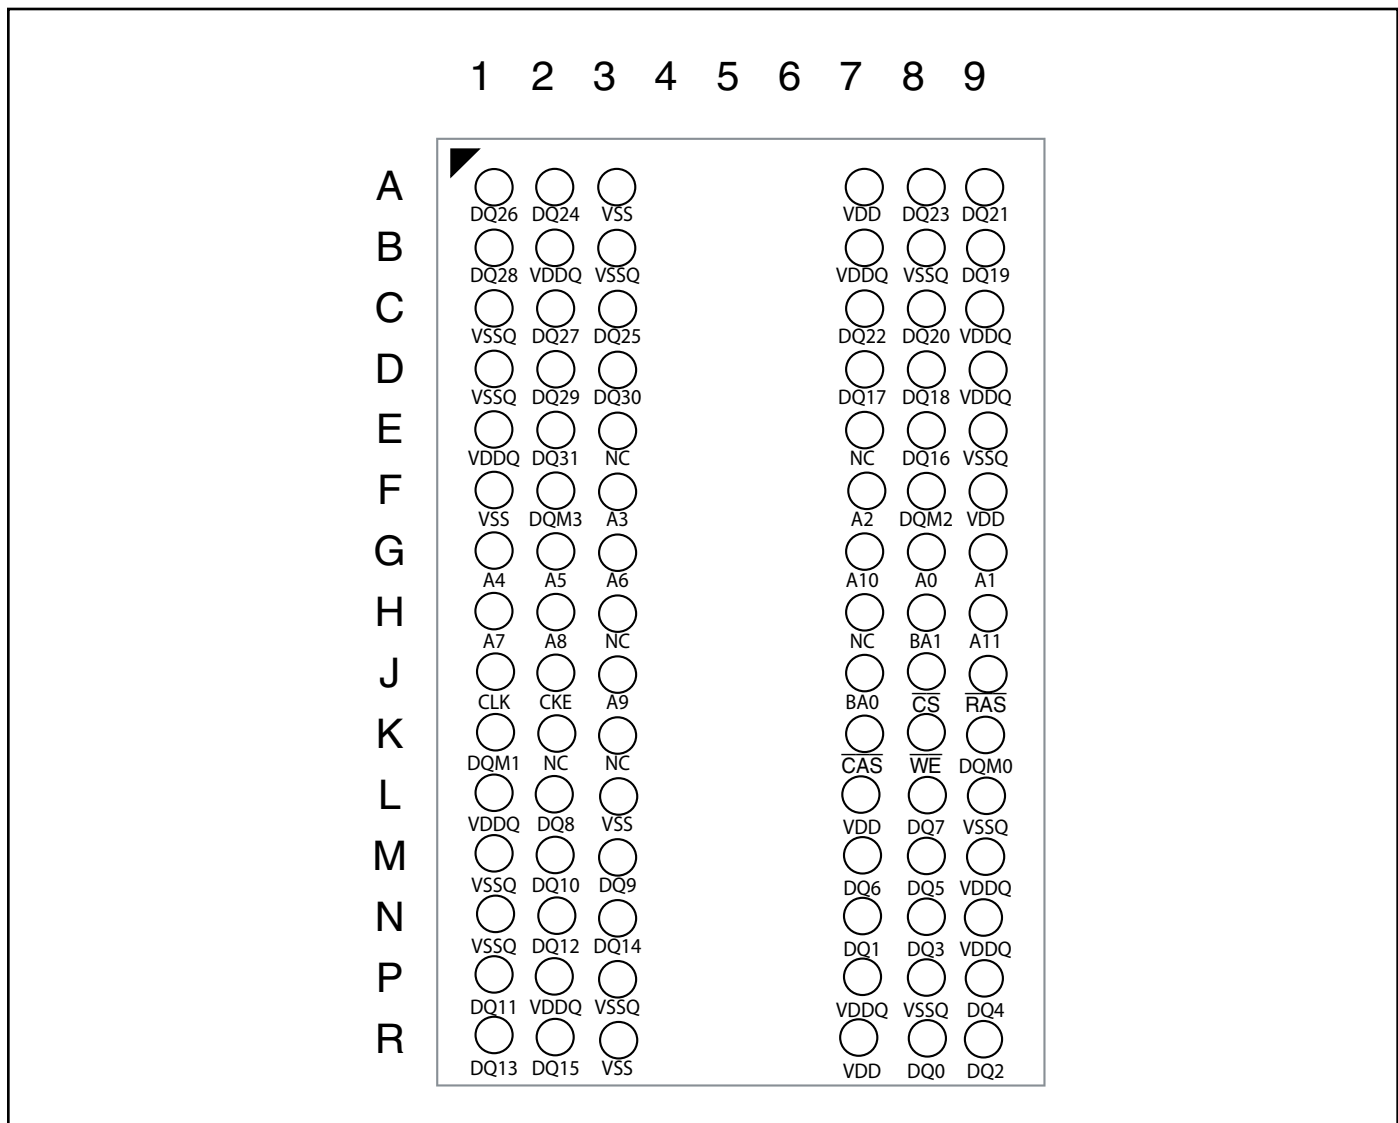 1 2 3 4 5 6 7 8 9
A
DQ26 DQ24 VSS VDD DQ23 DQ21
B
DQ28 VDDQ VSSQ VDDQ VSSQ DQ19
C
VSSQ DQ27 DQ25 DQ22 DQ20 VDDQ
D
VSSQ DQ29 DQ30 DQ17 DQ18 VDDQ
E
VDDQ DQ31 NC NC DQ16 VSSQ
F
VSS DQM3 A3 A2 DQM2 VDD
G
A4 A5 A6 A10 A0 A1
H
A7 A8 NC NC BA1 A11
J
CLK CKE A9 BA0 C̅S̅ R̅A̅S̅
K
DQM1 NC NC C̅A̅S̅ W̅E̅ DQM0
L
VDDQ DQ8 VSS VDD DQ7 VSSQ
M
VSSQ DQ10 DQ9 DQ6 DQ5 VDDQ
N
VSSQ DQ12 DQ14 DQ1 DQ3 VDDQ
P
DQ11 VDDQ VSSQ VDDQ VSSQ DQ4
R
DQ13 DQ15 VSS VDD DQ0 DQ2